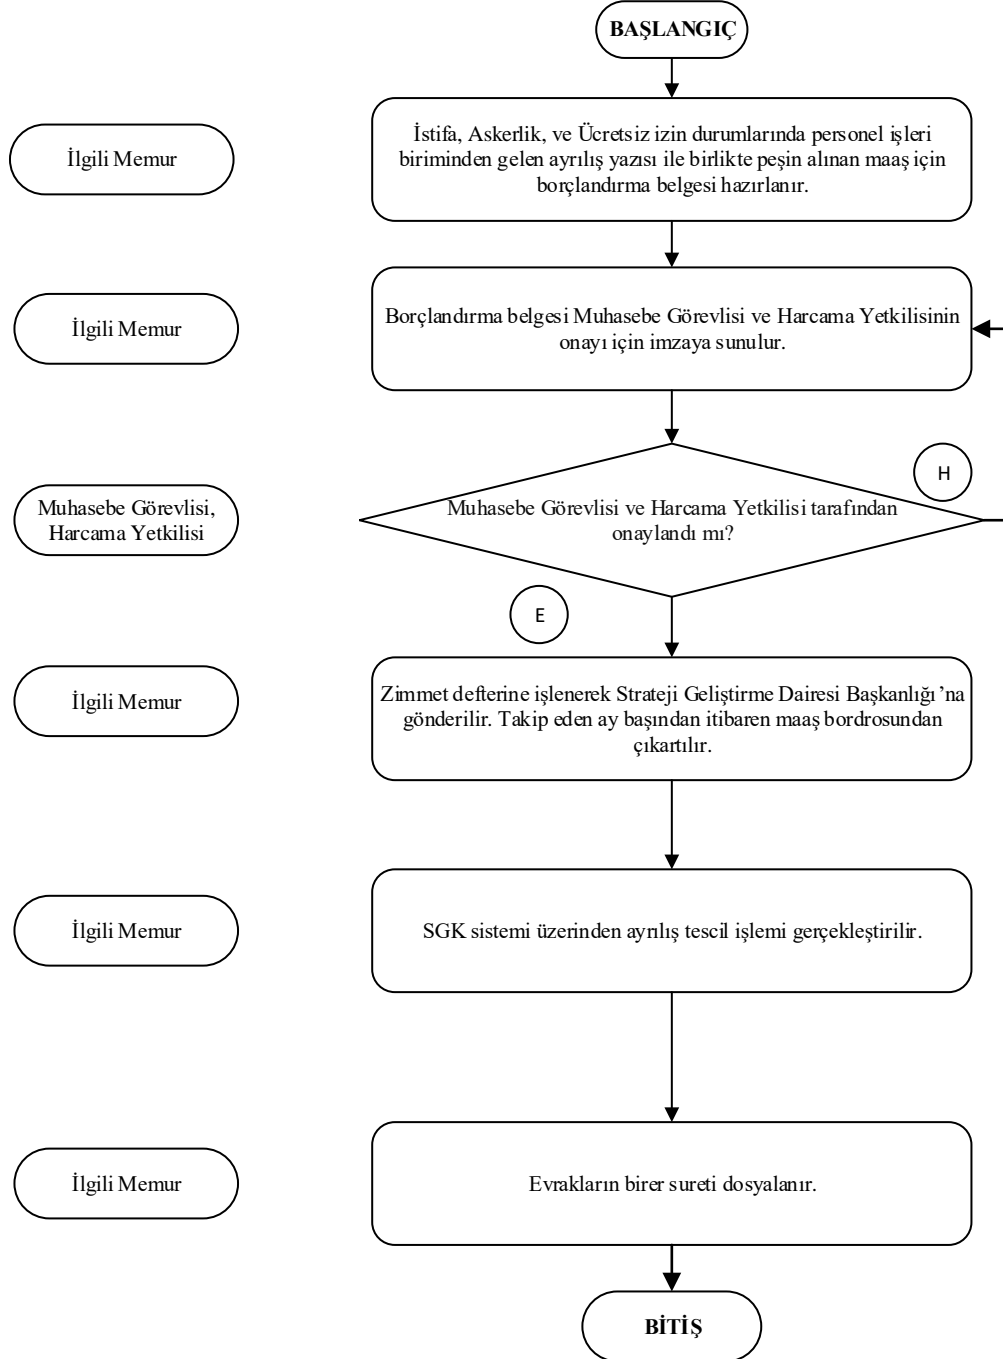 BAŞLANGIÇ
İlgili Memur
İstifa, Askerlik, ve Ücretsiz izin durumlarında personel işleri
biriminden gelen ayrılış yazısı ile birlikte peşin alınan maaş için
borçlandırma belgesi hazırlanır.
İlgili Memur
Borçlandırma belgesi Muhasebe Görevlisi ve Harcama Yetkilisinin
onayı için imzaya sunulur.
H
Muhasebe Görevlisi,
Harcama Yetkilisi
Muhasebe Görevlisi ve Harcama Yetkilisi tarafından
onaylandı mı?
E
İlgili Memur
Zimmet defterine işlenerek Strateji Geliştirme Dairesi Başkanlığı’na
gönderilir. Takip eden ay başından itibaren maaş bordrosundan
çıkartılır.
İlgili Memur
SGK sistemi üzerinden ayrılış tescil işlemi gerçekleştirilir.
İlgili Memur
Evrakların birer sureti dosyalanır.
BİTİŞ